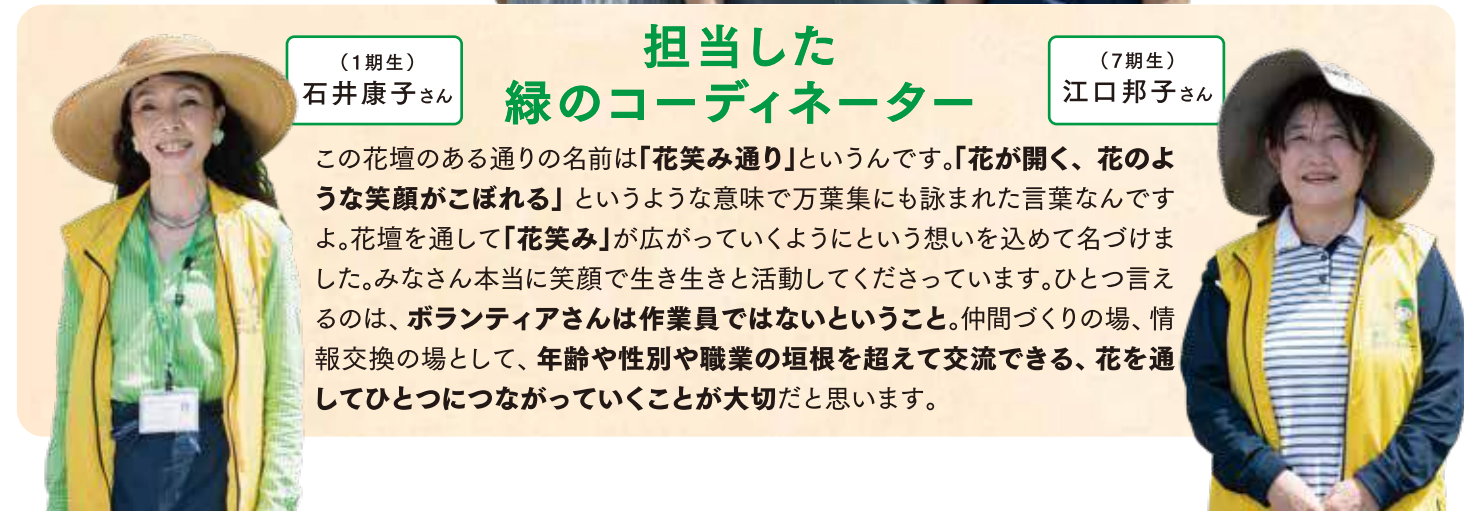 担当した
緑のコーディネーター
（1期生）
石井康子さん
（7期生）
江口邦子さん
この花壇のある通りの名前は「花笑み通り」というんです。「花が開く、花のよ
うな笑顔がこぼれる」というような意味で万葉集にも詠まれた言葉なんです
よ。花壇を通して「花笑み」が広がっていくようにという想いを込めて名づけま
した。みなさん本当に笑顔で生き生きと活動してくださっています。ひとつ言え
るのは、ボランティアさんは作業員ではないということ。仲間づくりの場、情
報交換の場として、年齢や性別や職業の垣根を超えて交流できる、花を通
してひとつにつながっていくことが大切だと思います。